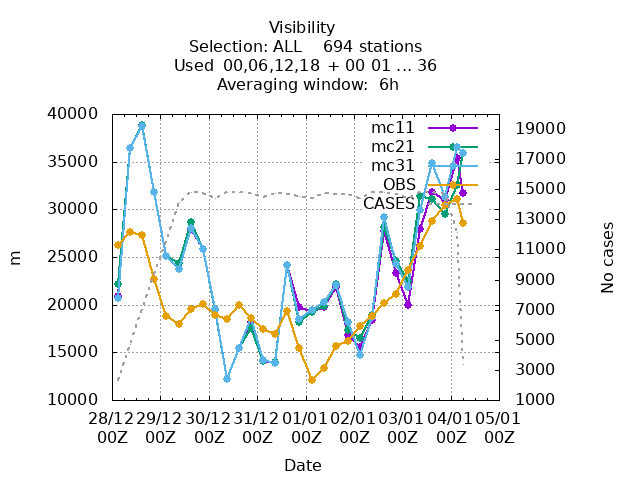 Visibility
Selection: ALL    694 stations
Used  00,06,12,18  + 00 01 ... 36
Averaging window:  6h
40000
35000
30000
25000
20000
15000
10000
m
19000
17000
15000
13000
11000
9000
7000
5000
3000
1000
No cases
mc11
mc21
mc31
OBS
CASES
28/12 29/12 30/12 31/12 01/01 02/01 03/01 04/01 05/01
00Z 00Z 00Z 00Z 00Z 00Z 00Z 00Z 00Z
Date